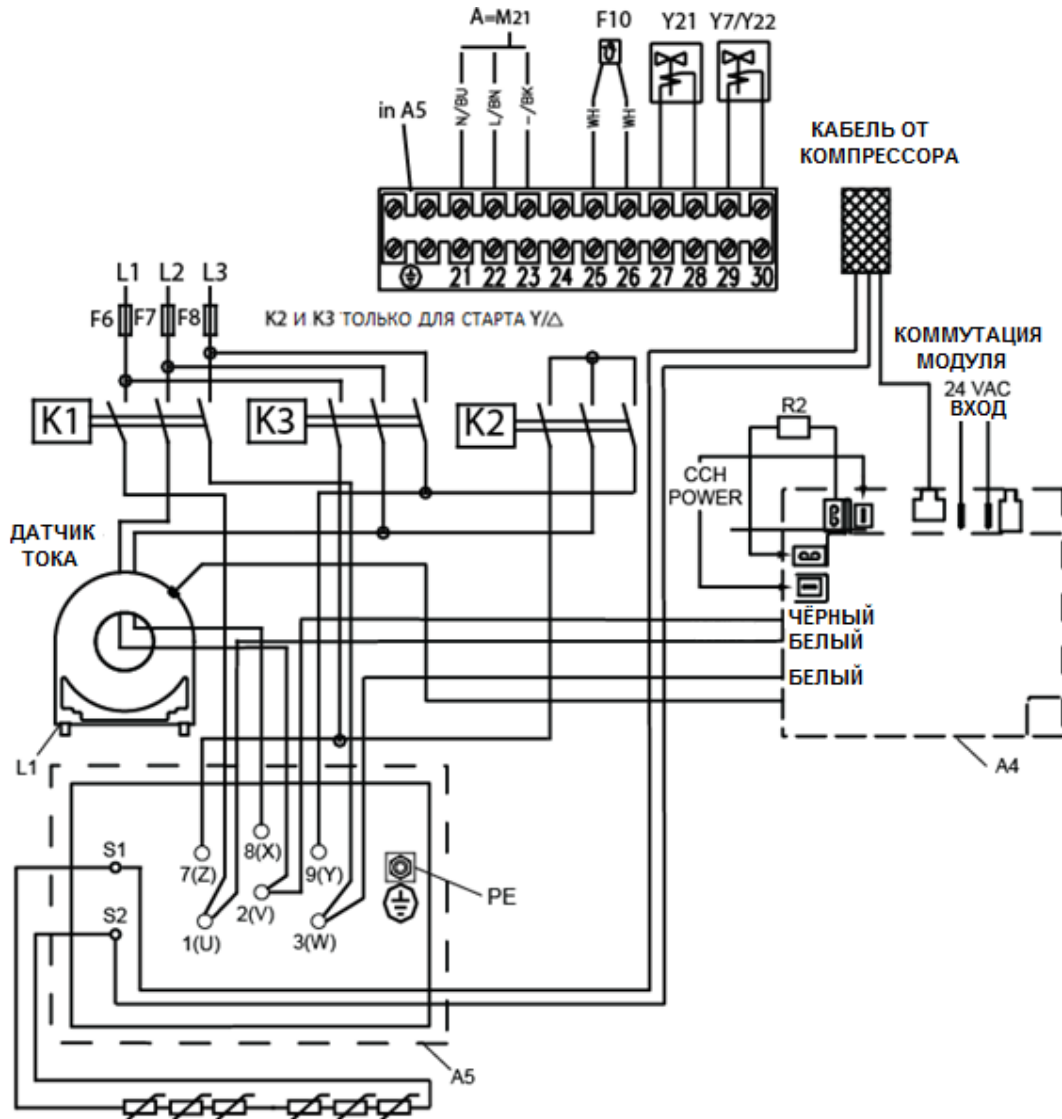 A=M21
F10
Y21 Y7/Y22
in A5
N/BU
L/BN
-/BK
WH
WH
КАБЕЛЬ ОТ
КОМПРЕССОРА
21 22 23 24 25 26 27 28 29 30
L1 L2 L3
F6 F7 F8
К2 И К3 ТОЛЬКО ДЛЯ СТАРТА Y/△
КОММУТАЦИЯ
МОДУЛЯ
24 VAC
ВХОД
K1
K3
K2
R2
CCH
POWER
ДАТЧИК
ТОКА
ЧЁРНЫЙ
БЕЛЫЙ
БЕЛЫЙ
L1
A4
S1
S2
7(Z)
8(X)
9(Y)
1(U)
2(V)
3(W)
PE
A5